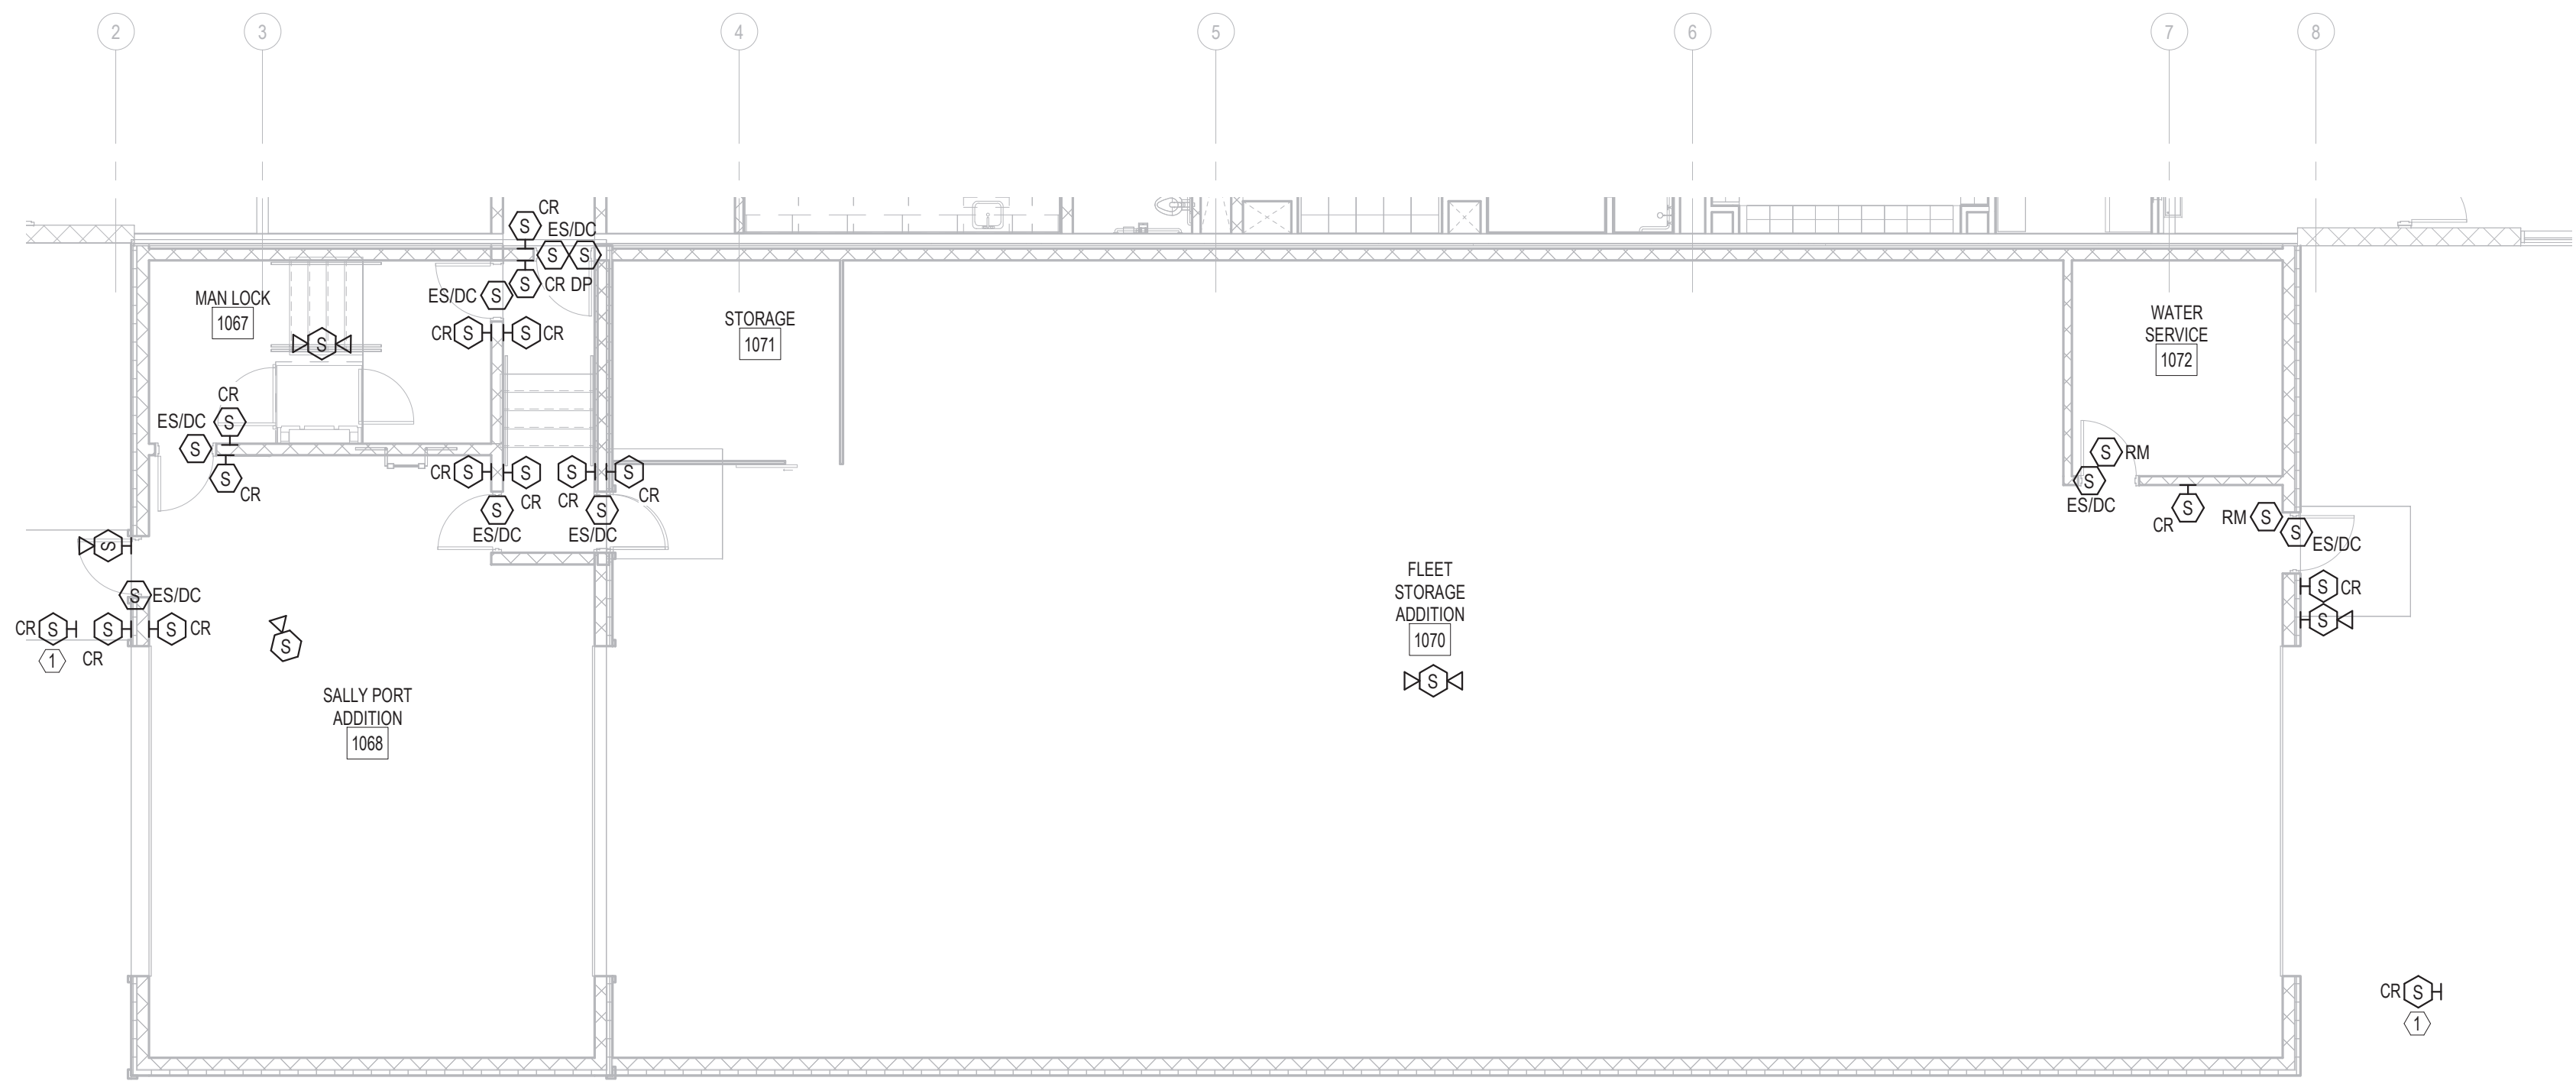 2 3 4 5 6 7 8
CR
S
ES/DC
S S
S
CR DP
ES/DC S
MAN LOCK
1067
STORAGE
1071
WATER
SERVICE
1072
CR S S CR
S
CR
S
ES/DC
S
S
CR
S RM
S
ES/DC
CR S S
CR
S S
CR CR
S
ES/DC
S
ES/DC
S
CR
RM S
S
ES/DC
S
S ES/DC
FLEET
STORAGE
ADDITION
1070
S CR
S
CR S S S CR
1 CR
S
S
SALLY PORT
ADDITION
1068
S
CR S
1